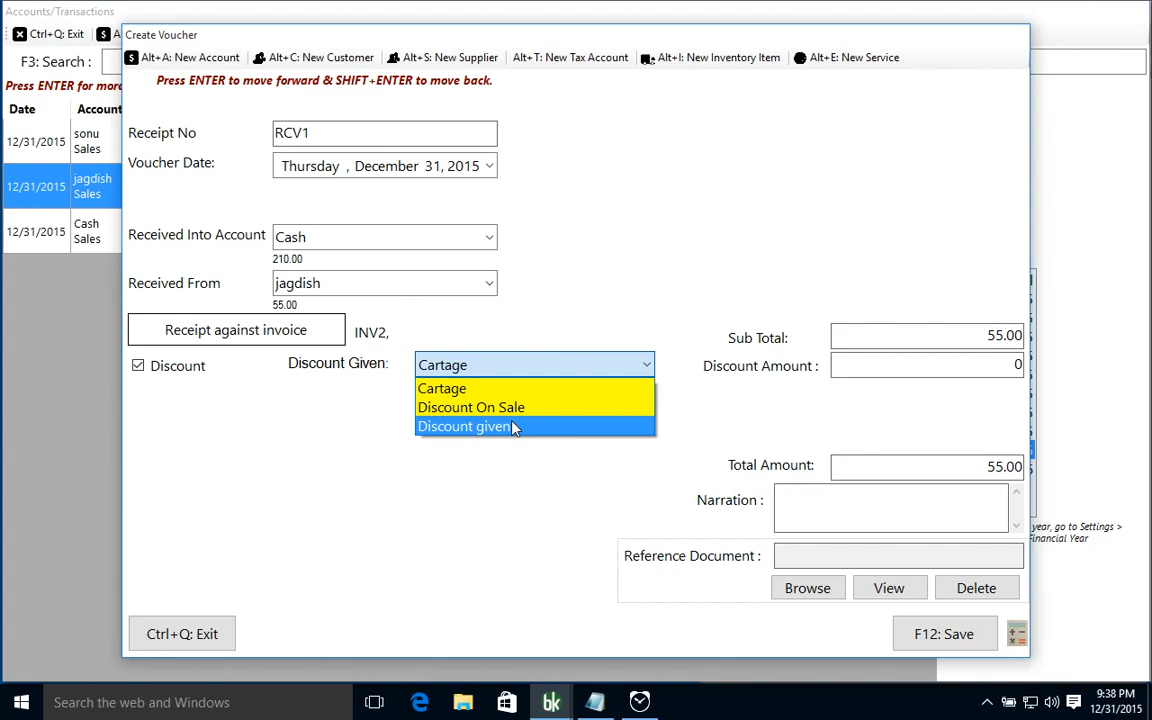 Accounts/Transactions
Ctrl+Q: Exit
F3: Search :
Press ENTER for more
Date Account
12/31/2015 sonu
Sales
12/31/2015 jagdish
Sales
12/31/2015 Cash
Sales
Create Voucher
Alt+A: New Account Alt+C: New Customer Alt+S: New Supplier Alt+T: New Tax Account Alt+I: New Inventory Item Alt+E: New Service
Press ENTER to move forward & SHIFT+ENTER to move back.
Receipt No RCV1
Voucher Date: Thursday , December 31, 2015
Received Into Account Cash
210.00
Received From jagdish
55.00
Receipt against invoice INV2,
Sub Total: 55.00
Discount Discount Given: Cartage
Discount Amount : 0
Cartage
Discount On Sale
Discount given
Total Amount: 55.00
Narration :
Reference Document :
Browse View Delete
Ctrl+Q: Exit F12: Save
year, go to Settings >
Financial Year
Search the web and Windows
bk
9:38 PM
12/31/2015